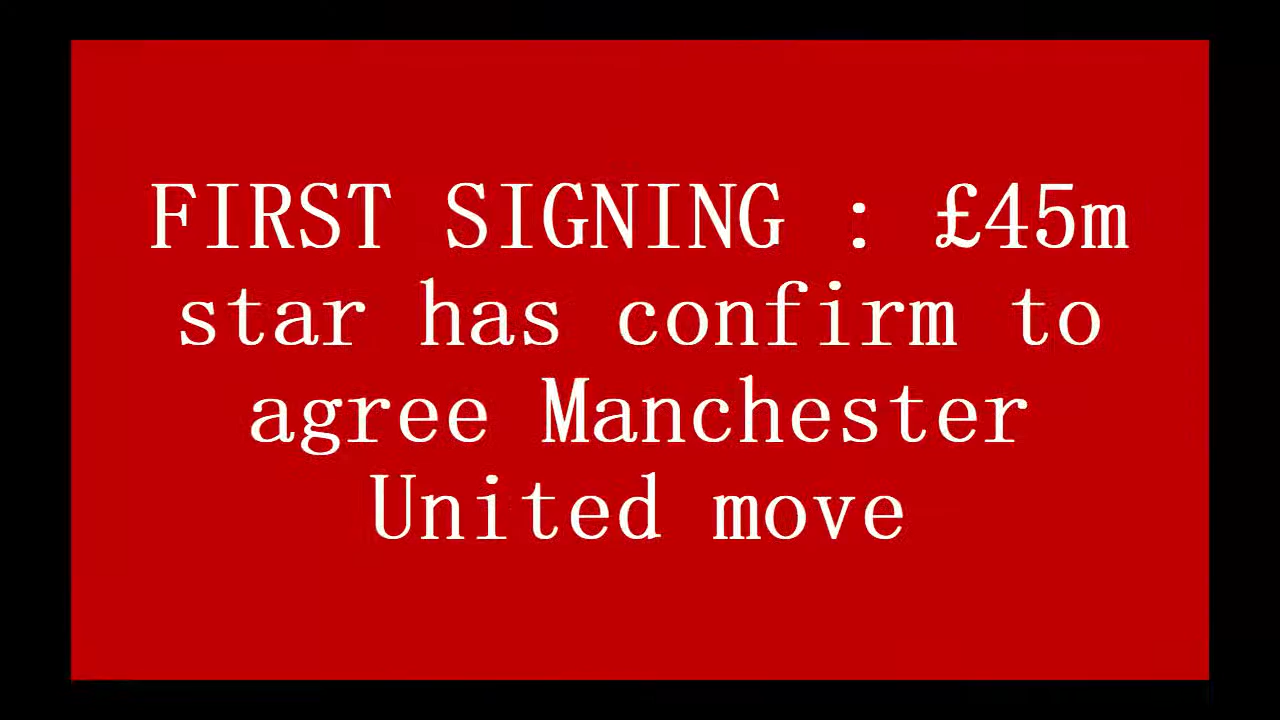 FIRST SIGNING : £45m
star has confirm to
agree Manchester
United move